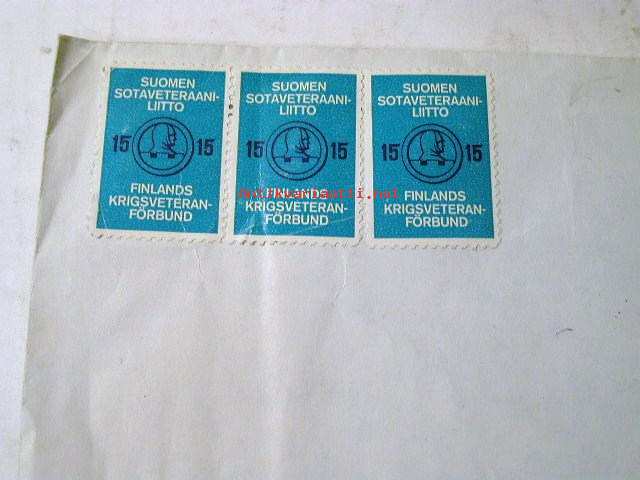 SUOMEN
SOTAVETERAANI-
LIITTO
15 15
FINLANDS
KRIGSVETERAN-
FÖRBUND
SUOMEN
SOTAVETERAANI-
LIITTO
15 15
FINLANDS
KRIGSVETERAN-
FÖRBUND
SUOMEN
SOTAVETERAANI-
LIITTO
15 15
FINLANDS
KRIGSVETERAN-
FÖRBUND